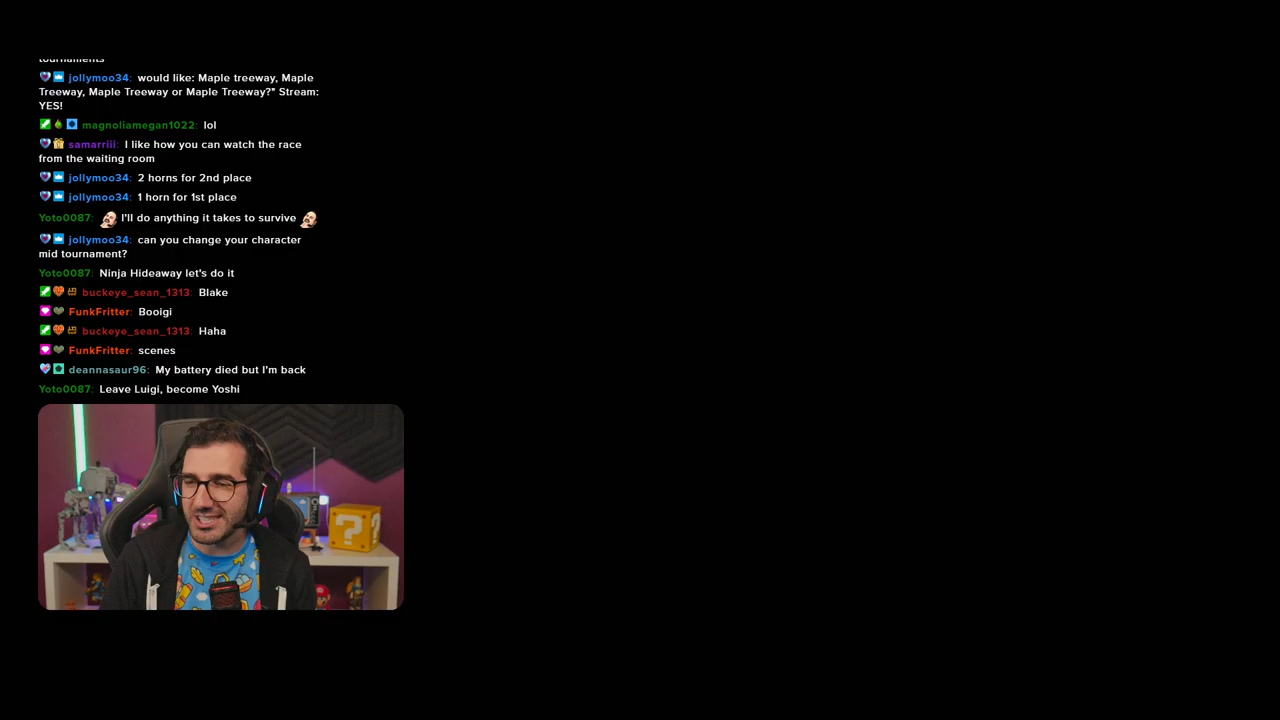 tournaments
jollymoo34: would like: Maple treeway, Maple
Treeway, Maple Treeway or Maple Treeway?" Stream:
YES!
magnoliamegan1022: lol
samarriii: I like how you can watch the race
from the waiting room
jollymoo34: 2 horns for 2nd place
jollymoo34: 1 horn for 1st place
Yoto0087: I'll do anything it takes to survive
jollymoo34: can you change your character
mid tournament?
Yoto0087: Ninja Hideaway let's do it
buckeye_sean_1313: Blake
FunkFritter: Booigi
buckeye_sean_1313: Haha
FunkFritter: scenes
deannasaur96: My battery died but I'm back
Yoto0087: Leave Luigi, become Yoshi
?